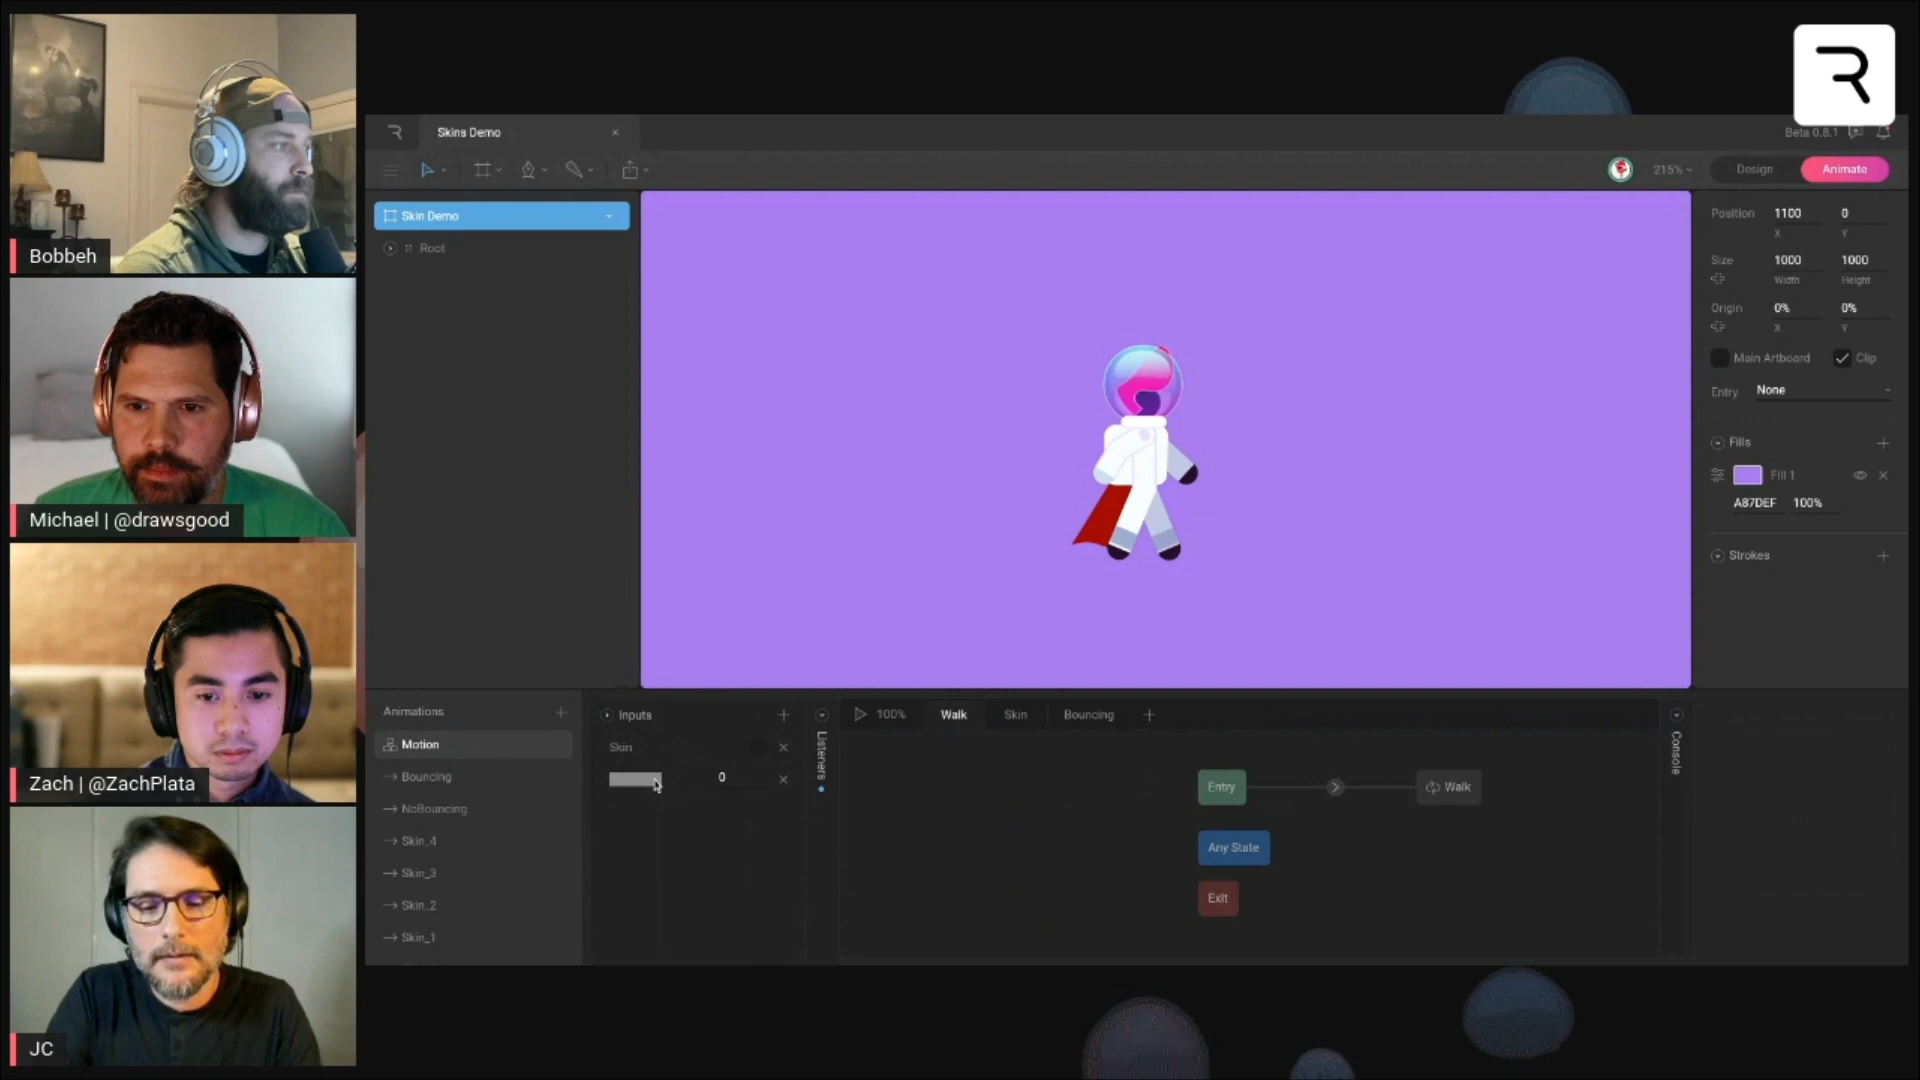 Bobbeh
Michael | @drawsgood
Zach | @ZachPlata
JC
Skins Demo
Beta 0.8.1
215%
Design
Animate
Skin Demo
Root
Position
1100
0
X
Y
Size
1000
1000
Width
Height
Origin
0%
0%
X
Y
Main Artboard
Clip
Entry
None
Fills
Fill 1
A87DEF
100%
Strokes
Animations
Motion
Bouncing
NoBouncing
Skin_4
Skin_3
Skin_2
Skin_1
Inputs
Skin
0
Listeners
100%
Walk
Skin
Bouncing
Entry
Walk
Any State
Exit
Console